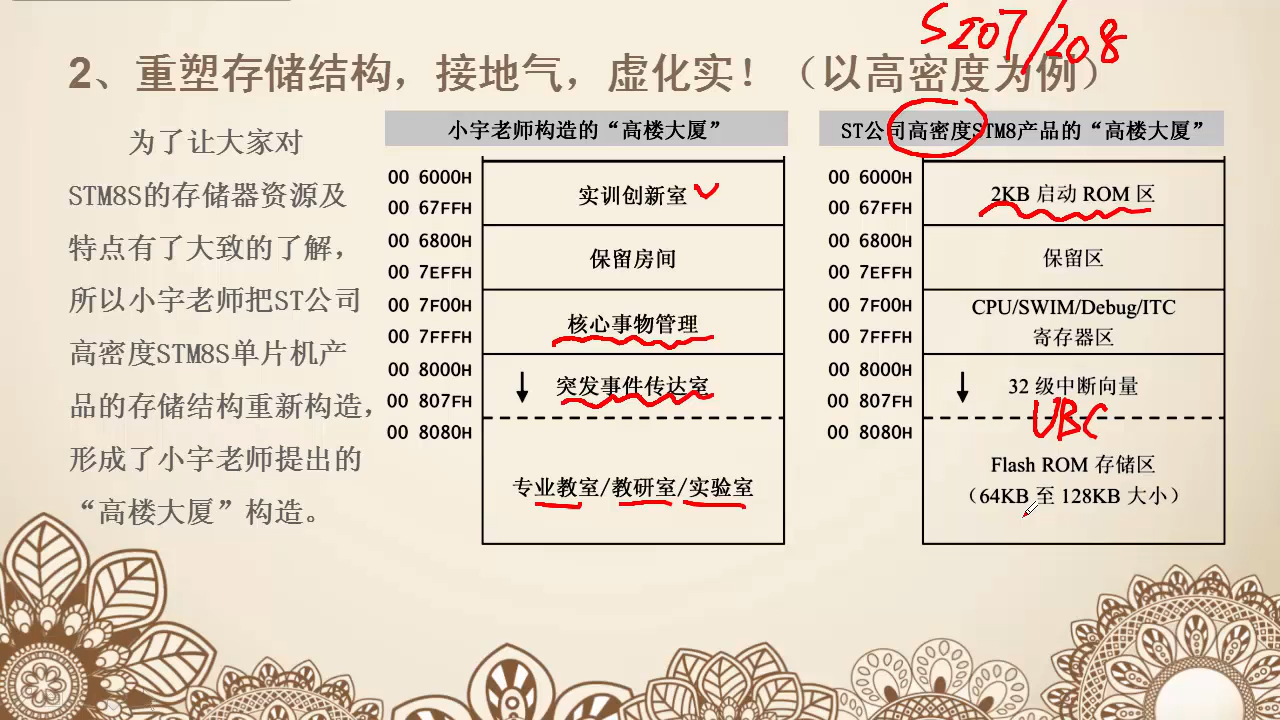 S207/208
2、重塑存储结构，接地气，虚化实！（以高密度为例）
为了让大家对
STM8S的存储器资源及
特点有了大致的了解，
所以小宇老师把ST公司
高密度STM8S单片机产
品的存储结构重新构造，
形成了小宇老师提出的
“高楼大厦”构造。
小宇老师构造的“高楼大厦”
00 6000H
00 67FFH
实训创新室
00 6800H
00 7EFFH
保留房间
00 7F00H
00 7FFFH
核心事物管理
00 8000H
00 807FH
突发事件传达室
00 8080H
专业教室/教研室/实验室
ST公司高密度STM8产品的“高楼大厦”
00 6000H
00 67FFH
2KB 启动 ROM 区
00 6800H
00 7EFFH
保留区
00 7F00H
00 7FFFH
CPU/SWIM/Debug/ITC
寄存器区
00 8000H
00 807FH
32 级中断向量
UBC
00 8080H
Flash ROM 存储区
（64KB 至 128KB 大小）